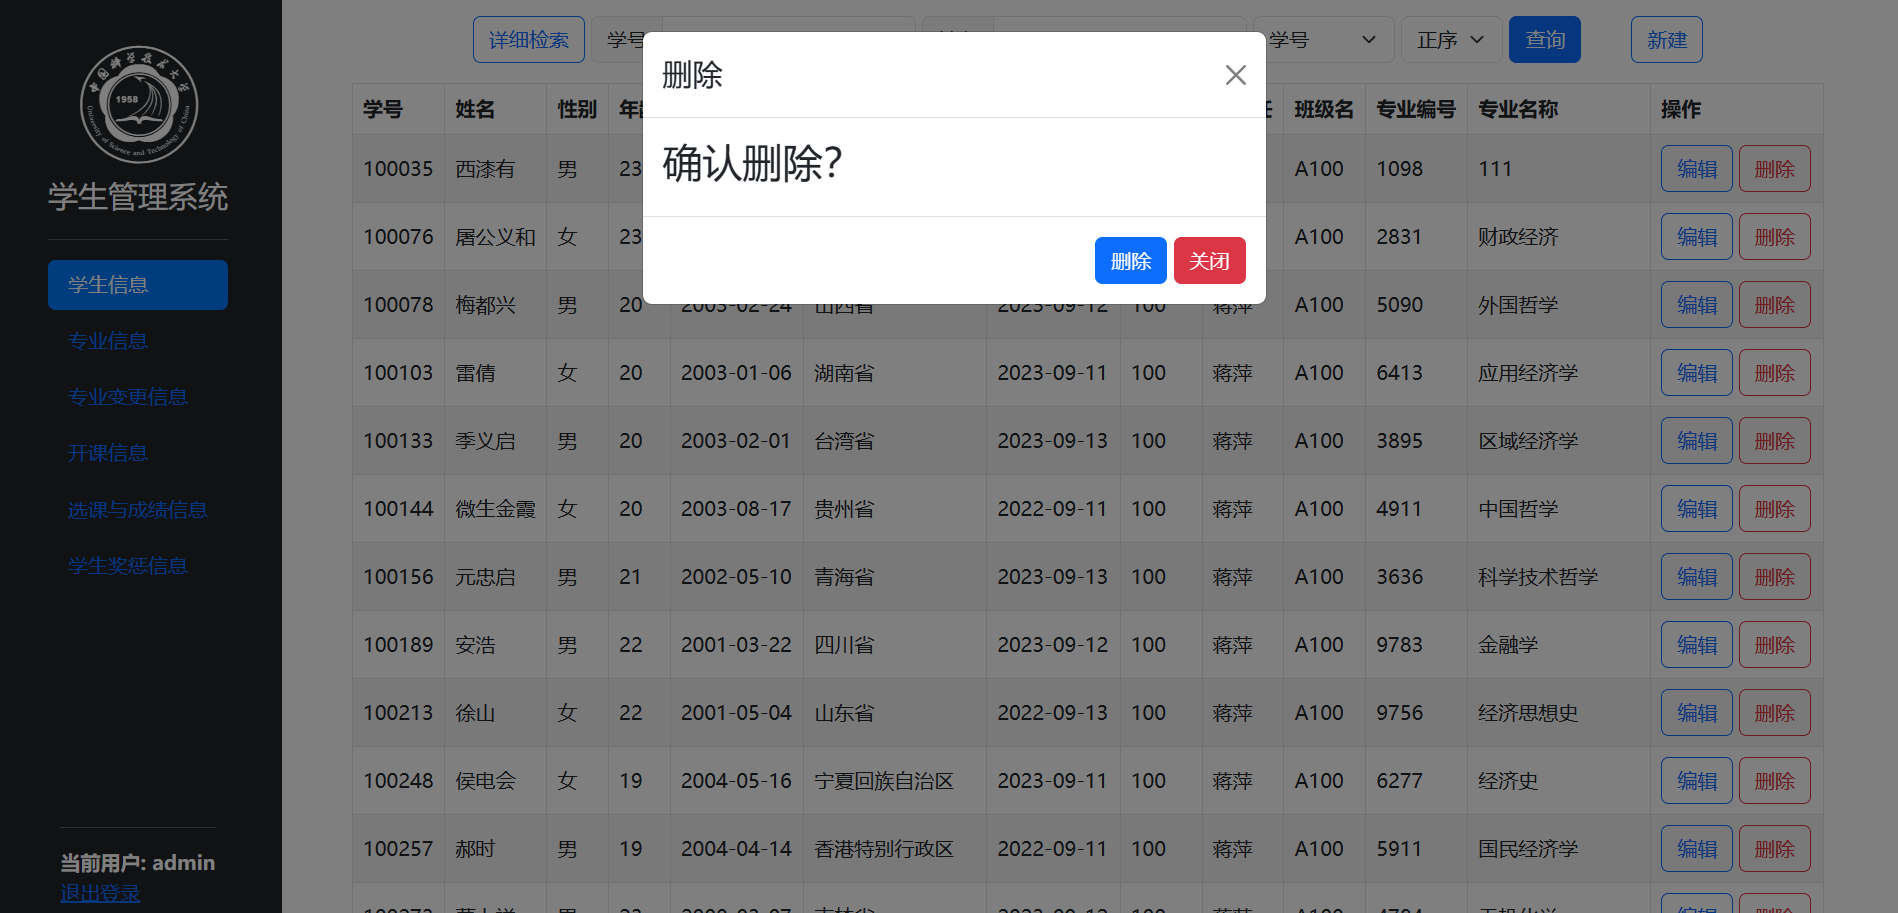 中国科学技术大学
1958
University of Science and Technology of China
学生管理系统
学生信息
专业信息
专业变更信息
开课信息
选课与成绩信息
学生奖惩信息
当前用户: admin
退出登录
详细检索 学号 学号 正序 查询 新建
删除
确认删除?
删除 关闭
学号 姓名 性别 年 班级名 专业编号 专业名称 操作
100035 西漆有 男 23 A100 1098 111 编辑 删除
100076 屠公义和 女 23 A100 2831 财政经济 编辑 删除
100078 梅都兴 男 20 2003-02-24 山西省 2023-09-12 100 蒋萍 A100 5090 外国哲学 编辑 删除
100103 雷倩 女 20 2003-01-06 湖南省 2023-09-11 100 蒋萍 A100 6413 应用经济学 编辑 删除
100133 季义启 男 20 2003-02-01 台湾省 2023-09-13 100 蒋萍 A100 3895 区域经济学 编辑 删除
100144 微生金霞 女 20 2003-08-17 贵州省 2022-09-11 100 蒋萍 A100 4911 中国哲学 编辑 删除
100156 元忠启 男 21 2002-05-10 青海省 2023-09-13 100 蒋萍 A100 3636 科学技术哲学 编辑 删除
100189 安浩 男 22 2001-03-22 四川省 2023-09-12 100 蒋萍 A100 9783 金融学 编辑 删除
100213 徐山 女 22 2001-05-04 山东省 2022-09-13 100 蒋萍 A100 9756 经济思想史 编辑 删除
100248 侯电会 女 19 2004-05-16 宁夏回族自治区 2023-09-11 100 蒋萍 A100 6277 经济史 编辑 删除
100257 郝时 男 19 2004-04-14 香港特别行政区 2022-09-11 100 蒋萍 A100 5911 国民经济学 编辑 删除